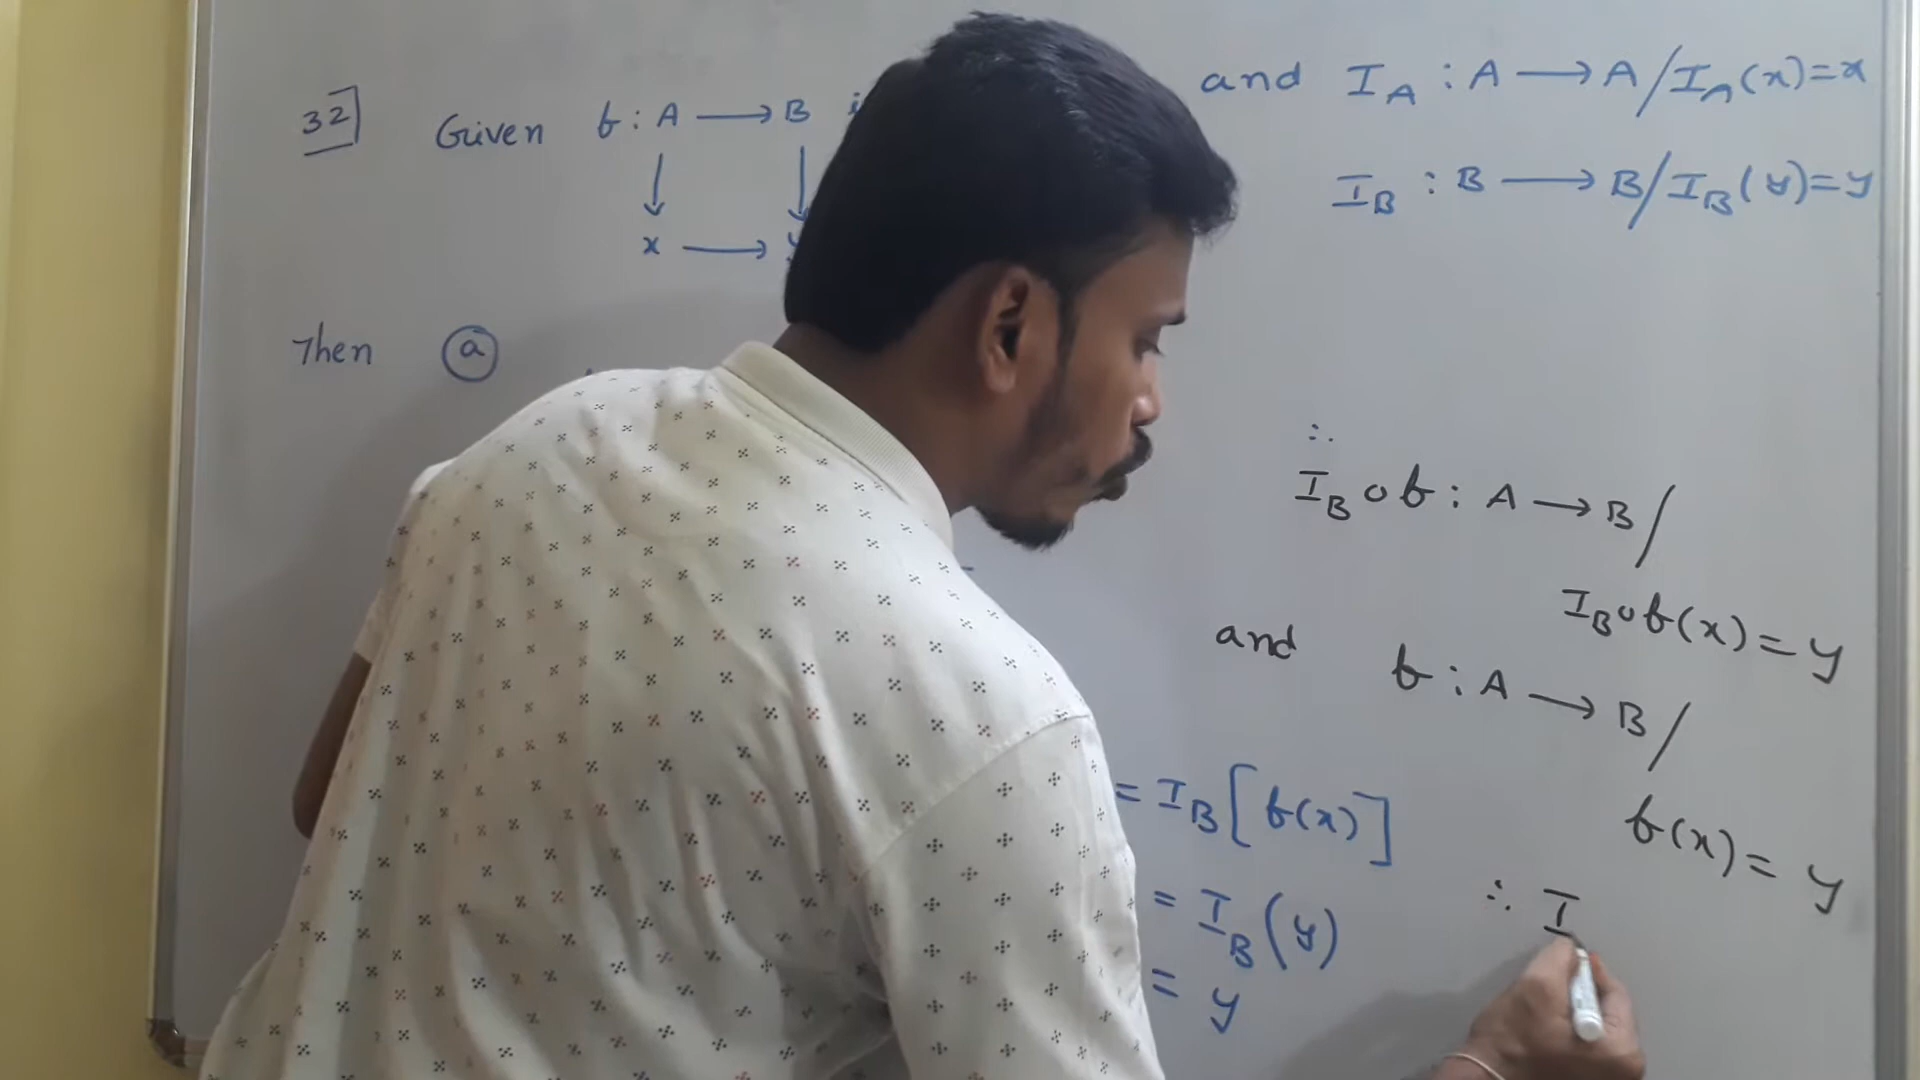 32 Given f : A ⟶ B
↓ ↓
x ⟶ y
and I_A : A ⟶ A / I_A(x)=x
I_B : B ⟶ B / I_B(y)=y
Then ⓐ
∴
I_B o f : A ⟶ B /
I_B o f(x) = y
and f : A ⟶ B /
f(x) = y
= I_B [f(x)]
= I_B (y)
= y
∴ I